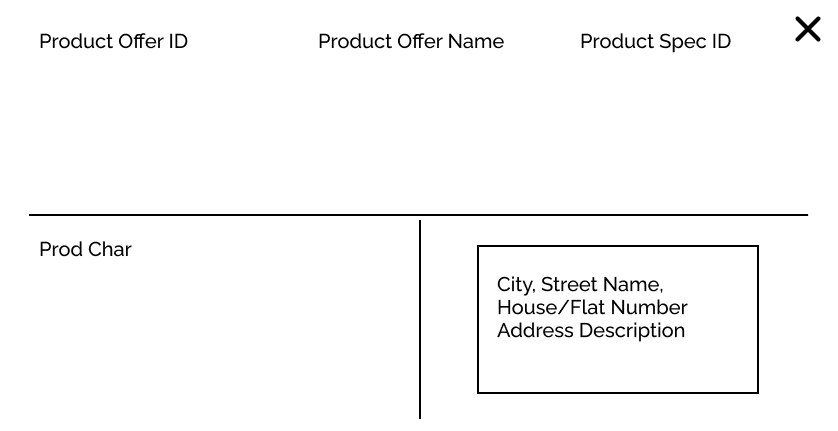 Product Offer ID
Product Offer Name
Product Spec ID
Prod Char
City, Street Name,
House/Flat Number
Address Description